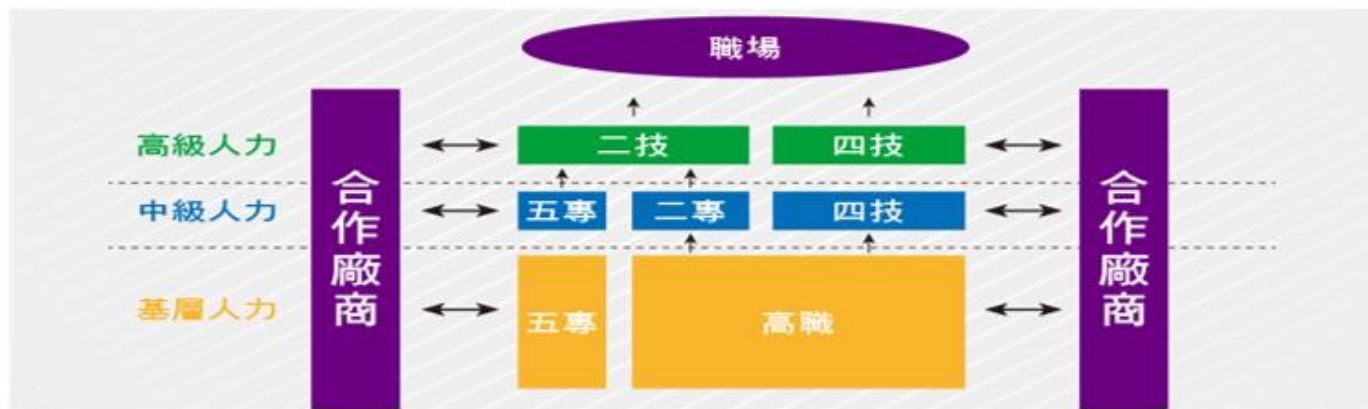 職場
高級人力
二技
四技
合作廠商
合作廠商
中級人力
五專
二專
四技
基層人力
五專
高職